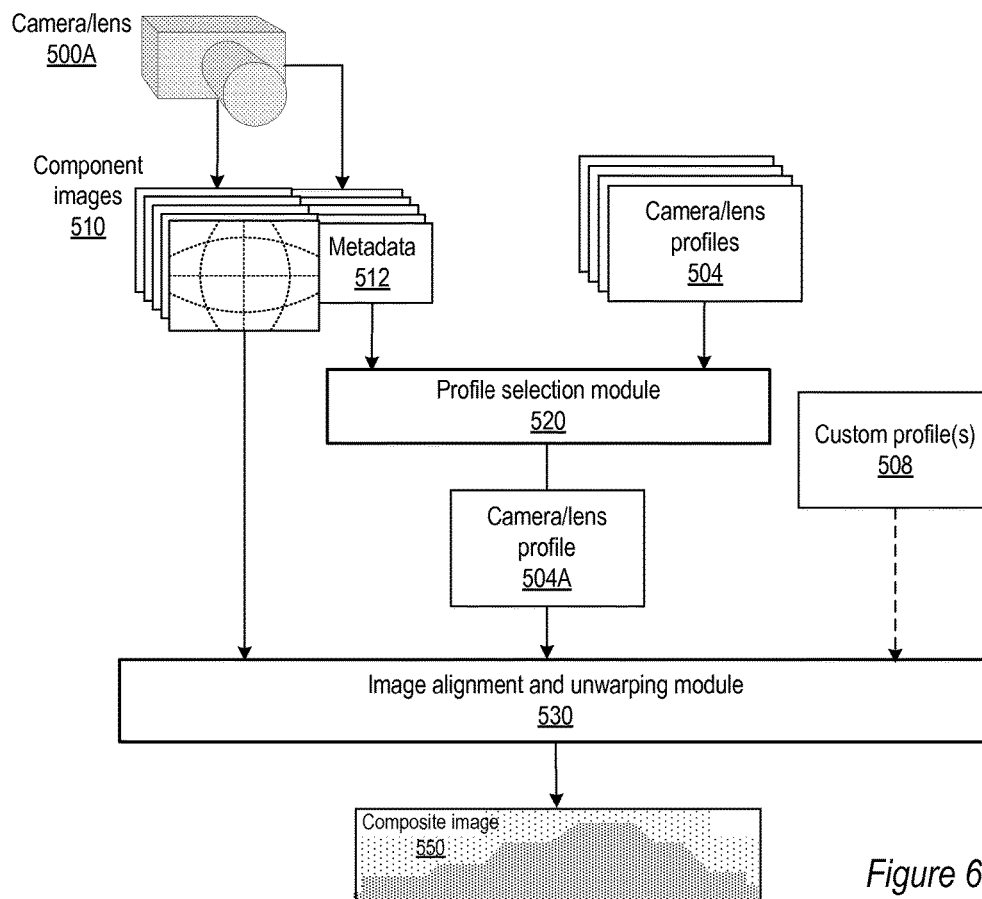 Camera/lens
500A
Component
images
510
Metadata
512
Camera/lens
profiles
504
Profile selection module
520
Custom profile(s)
508
Camera/lens
profile
504A
Image alignment and unwarping module
530
Composite image
550
Figure 6